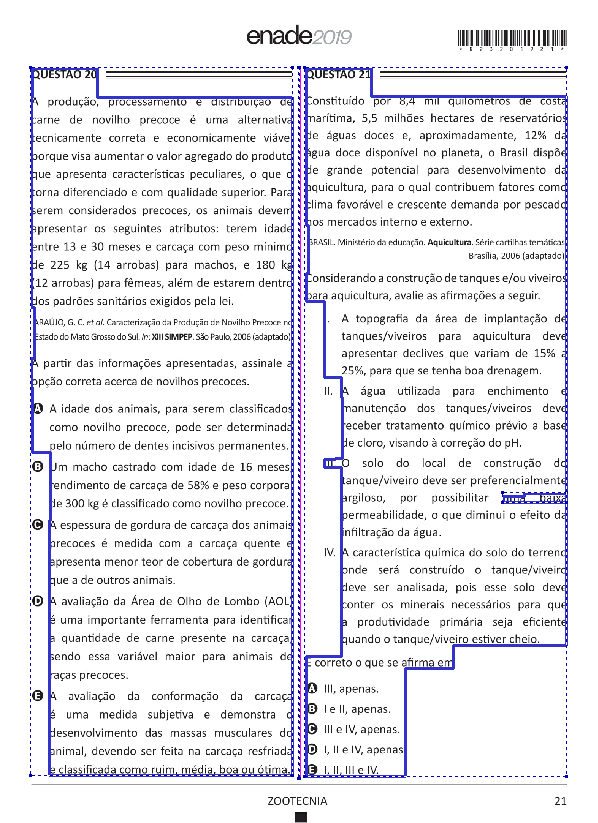 enade2019
QUESTÃO 20
A produção, processamento e distribuição de
carne de novilho precoce é uma alternativa
tecnicamente correta e economicamente viável
porque visa aumentar o valor agregado do produto
que apresenta características peculiares, o que o
torna diferenciado e com qualidade superior. Para
serem considerados precoces, os animais devem
apresentar os seguintes atributos: terem idade
entre 13 e 30 meses e carcaça com peso mínimo
de 225 kg (14 arrobas) para machos, e 180 kg
(12 arrobas) para fêmeas, além de estarem dentro
dos padrões sanitários exigidos pela lei.
ARAÚJO, G. C. et al. Caracterização da Produção de Novilho Precoce no
Estado do Mato Grosso do Sul. In: XIII SIMPEP. São Paulo, 2006 (adaptado).
A partir das informações apresentadas, assinale a
opção correta acerca de novilhos precoces.
A A idade dos animais, para serem classificados
como novilho precoce, pode ser determinada
pelo número de dentes incisivos permanentes.
B Um macho castrado com idade de 16 meses,
rendimento de carcaça de 58% e peso corporal
de 300 kg é classificado como novilho precoce.
C A espessura de gordura de carcaça dos animais
precoces é medida com a carcaça quente e
apresenta menor teor de cobertura de gordura
que a de outros animais.
D A avaliação da Área de Olho de Lombo (AOL)
é uma importante ferramenta para identificar
a quantidade de carne presente na carcaça,
sendo essa variável maior para animais de
raças precoces.
E A avaliação da conformação da carcaça
é uma medida subjetiva e demonstra o
desenvolvimento das massas musculares do
animal, devendo ser feita na carcaça resfriada
e classificada como ruim, média, boa ou ótima.
QUESTÃO 21
Constituído por 8,4 mil quilômetros de costa
marítima, 5,5 milhões hectares de reservatórios
de águas doces e, aproximadamente, 12% da
água doce disponível no planeta, o Brasil dispõe
de grande potencial para desenvolvimento da
aquicultura, para o qual contribuem fatores como
clima favorável e crescente demanda por pescado
nos mercados interno e externo.
BRASIL. Ministério da educação. Aquicultura. Série cartilhas temáticas.
Brasília, 2006 (adaptado).
Considerando a construção de tanques e/ou viveiros
para aquicultura, avalie as afirmações a seguir.
I. A topografia da área de implantação de
tanques/viveiros para aquicultura deve
apresentar declives que variam de 15% a
25%, para que se tenha boa drenagem.
II. A água utilizada para enchimento e
manutenção dos tanques/viveiros deve
receber tratamento químico prévio a base
de cloro, visando à correção do pH.
III. O solo do local de construção do
tanque/viveiro deve ser preferencialmente
argiloso, por possibilitar uma baixa
permeabilidade, o que diminui o efeito da
infiltração da água.
IV. A característica química do solo do terreno
onde será construído o tanque/viveiro
deve ser analisada, pois esse solo deve
conter os minerais necessários para que
a produtividade primária seja eficiente
quando o tanque/viveiro estiver cheio.
É correto o que se afirma em
A III, apenas.
B I e II, apenas.
C III e IV, apenas.
D I, II e IV, apenas.
E I, II, III e IV.
ZOOTECNIA
21